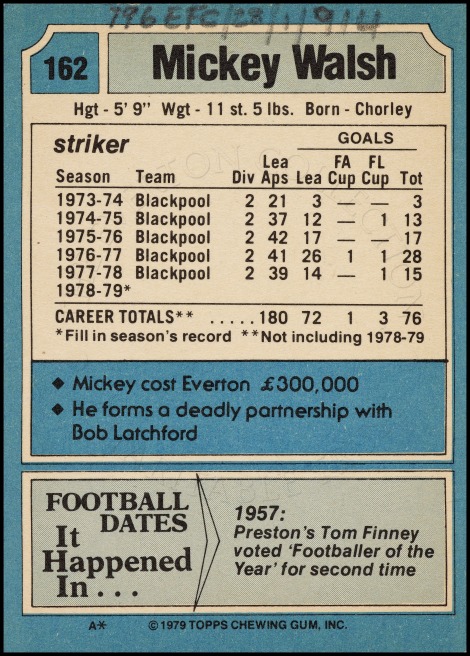 796 EFC/28/1/914
162
Mickey Walsh
Hgt - 5' 9" Wgt - 11 st. 5 lbs. Born - Chorley
striker GOALS
Lea FA FL
Season Team Div Aps Lea Cup Cup Tot
1973-74 Blackpool 2 21 3 — — 3
1974-75 Blackpool 2 37 12 — 1 13
1975-76 Blackpool 2 42 17 — — 17
1976-77 Blackpool 2 41 26 1 1 28
1977-78 Blackpool 2 39 14 — 1 15
1978-79*
CAREER TOTALS** ..... 180 72 1 3 76
*Fill in season's record **Not including 1978-79
◆ Mickey cost Everton £300,000
◆ He forms a deadly partnership with
Bob Latchford
FOOTBALL
DATES
It
Happened
In . . .
1957:
Preston's Tom Finney
voted 'Footballer of the
Year' for second time
A* © 1979 TOPPS CHEWING GUM, INC.